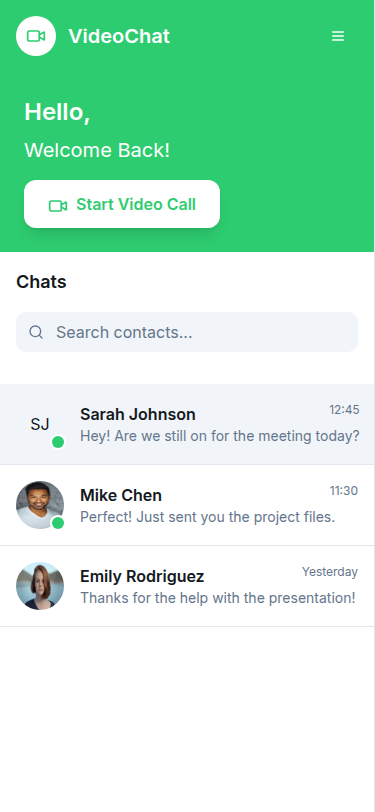 VideoChat
Hello,
Welcome Back!
Start Video Call
Chats
Search contacts...
SJ
Sarah Johnson
12:45
Hey! Are we still on for the meeting today?
Mike Chen
11:30
Perfect! Just sent you the project files.
Emily Rodriguez
Yesterday
Thanks for the help with the presentation!